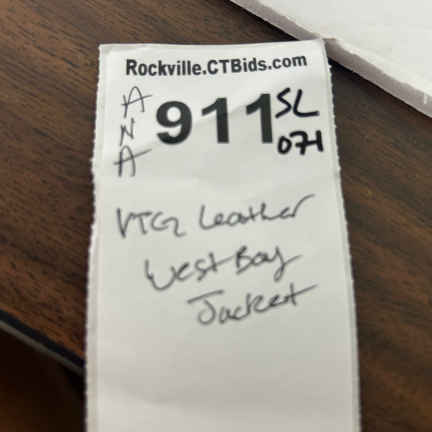 Rockville.CTBids.com
ANA 911 SL
071
VTG Leather
West Bay
Jacket